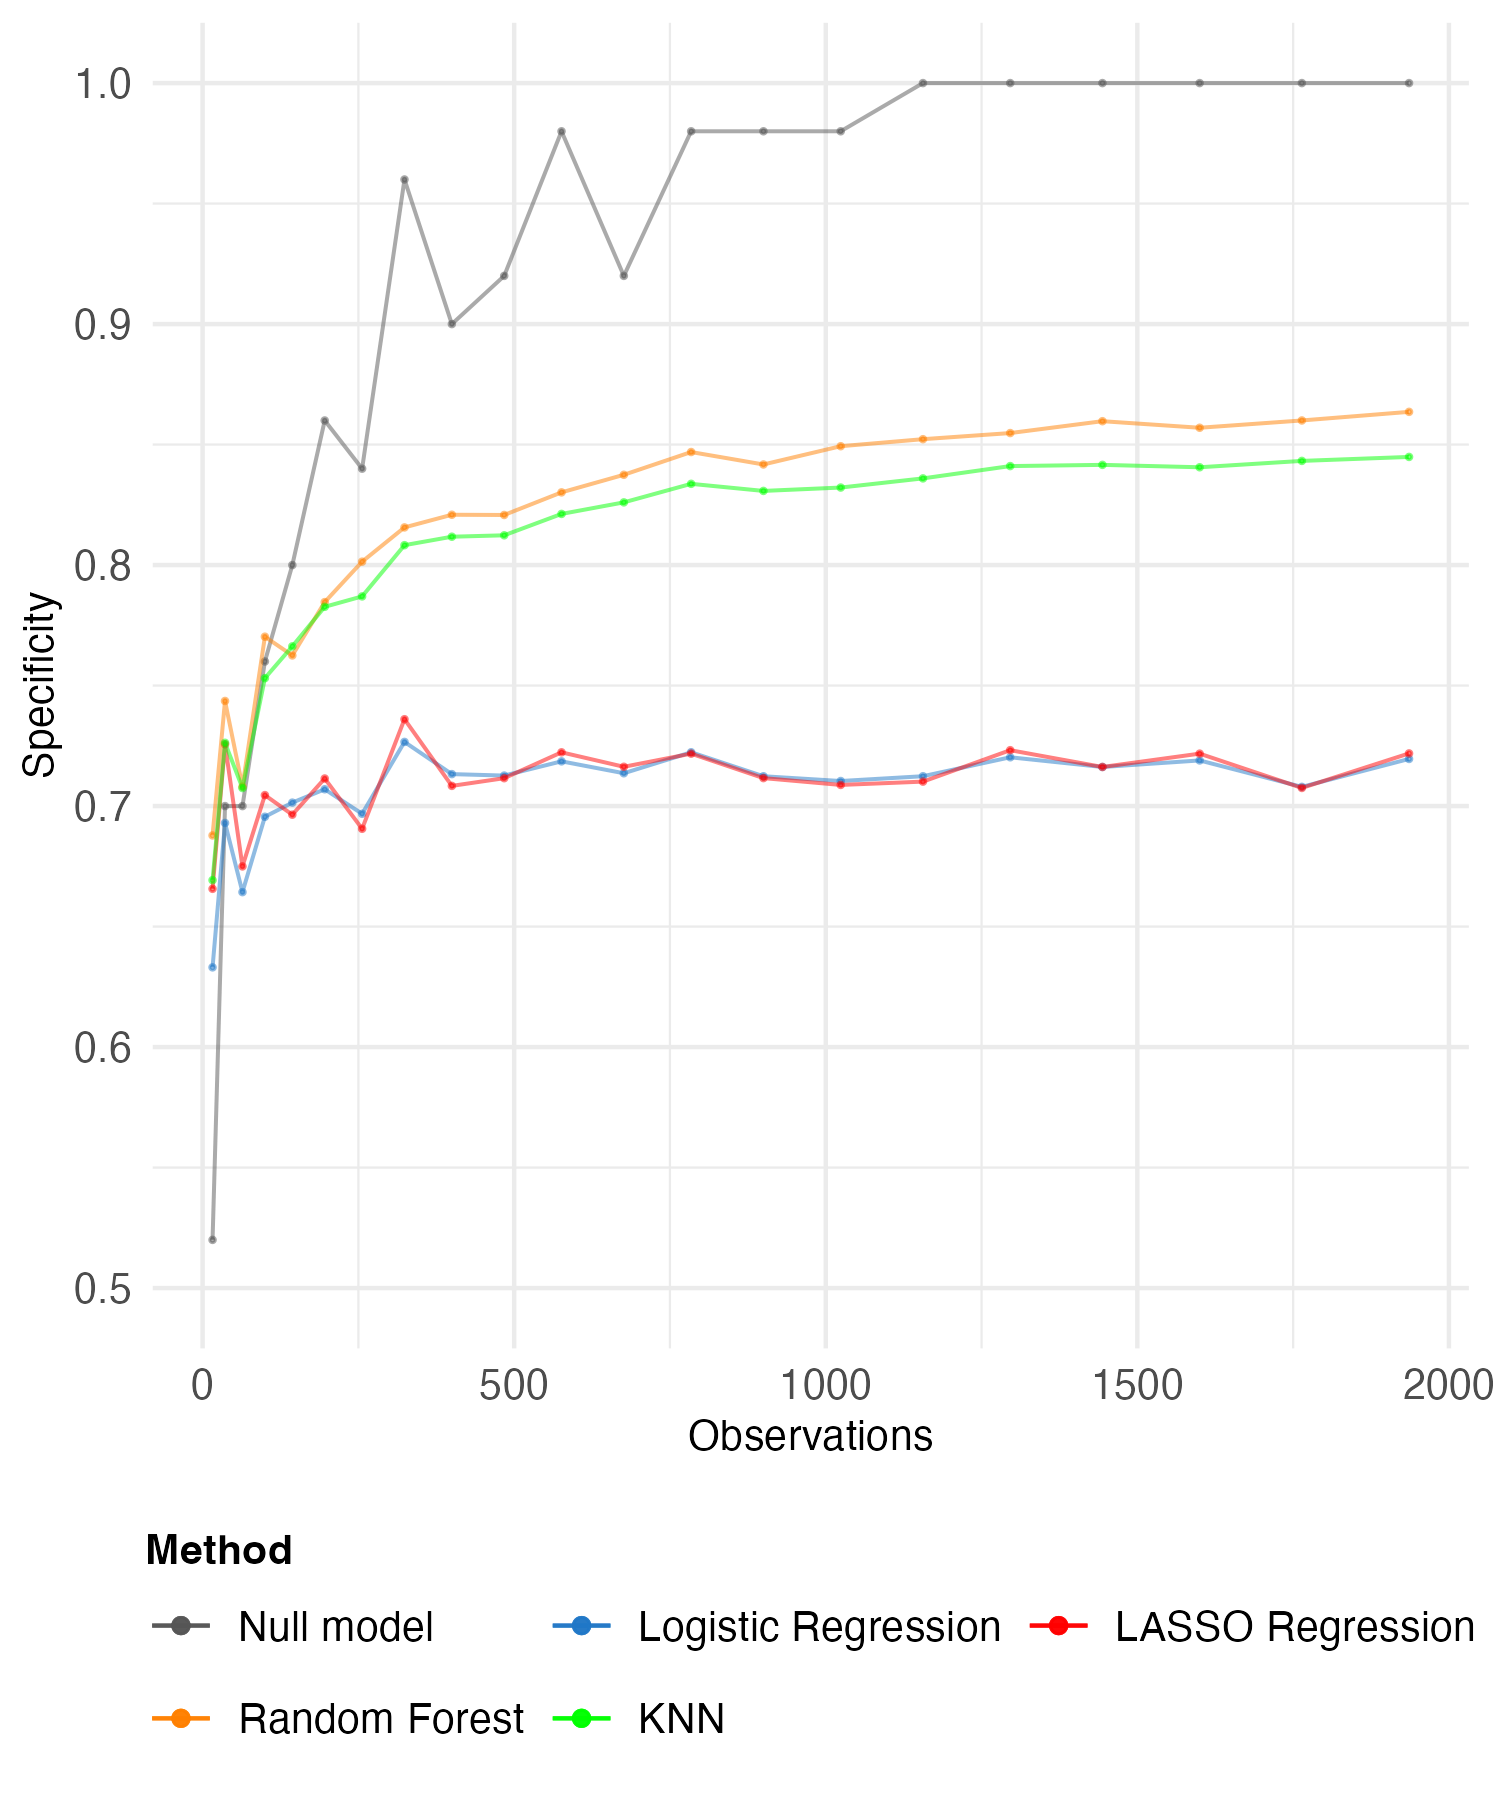 1.0
0.9
0.8
0.7
0.6
0.5
Specificity
0 500 1000 1500 2000
Observations
Method
Null model Logistic Regression LASSO Regression
Random Forest KNN